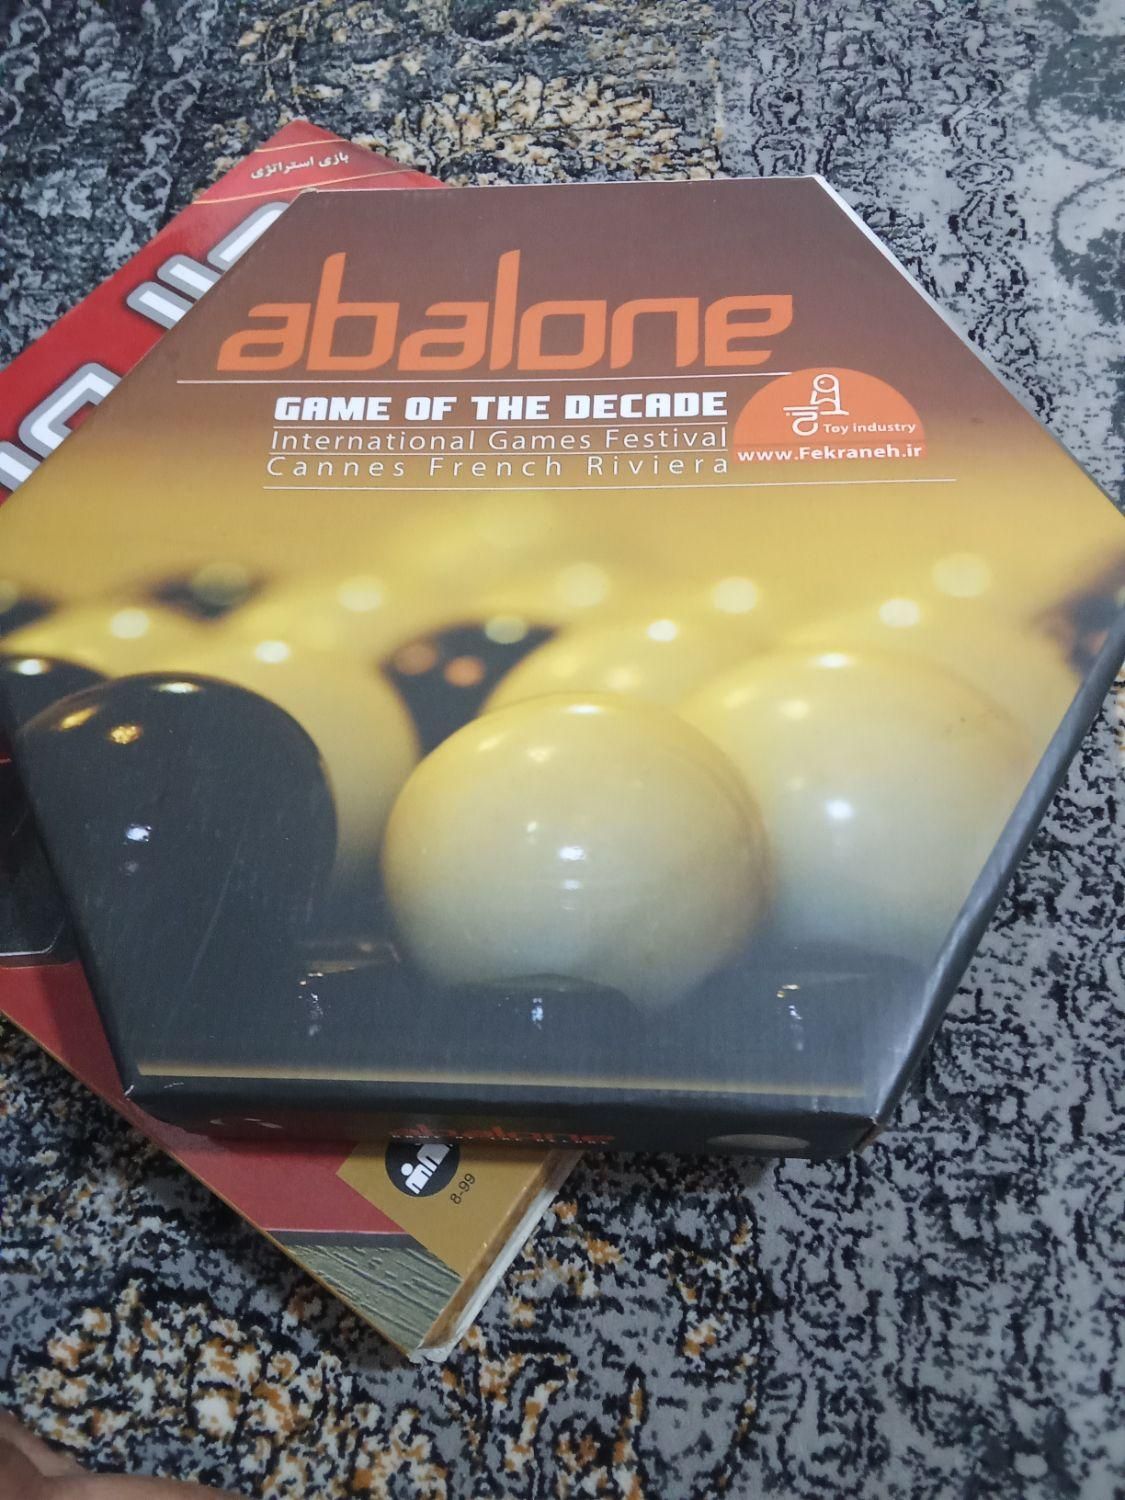 بازی استراتژی
abalone
GAME OF THE DECADE
International Games Festival
Cannes French Riviera
Toy industry
www.Fekraneh.ir
abalone
8-99